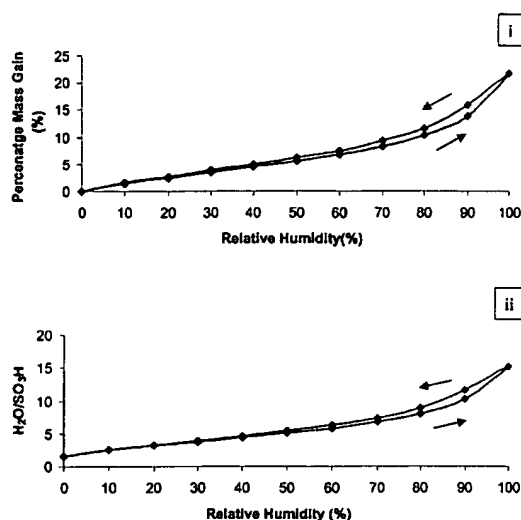 i
Percenatge Mass Gain
(%)
25
20
15
10
5
0
0 10 20 30 40 50 60 70 80 90 100
Relative Humidity(%)
ii
H₂O/SO₃H
20
15
10
5
0
0 10 20 30 40 50 60 70 80 90 100
Relative Humidity (%)